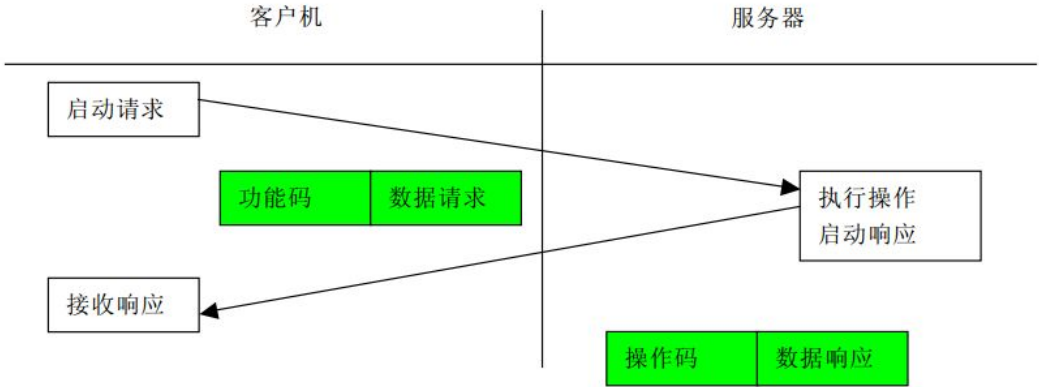 客户机
服务器
启动请求
功能码
数据请求
执行操作
启动响应
接收响应
操作码
数据响应